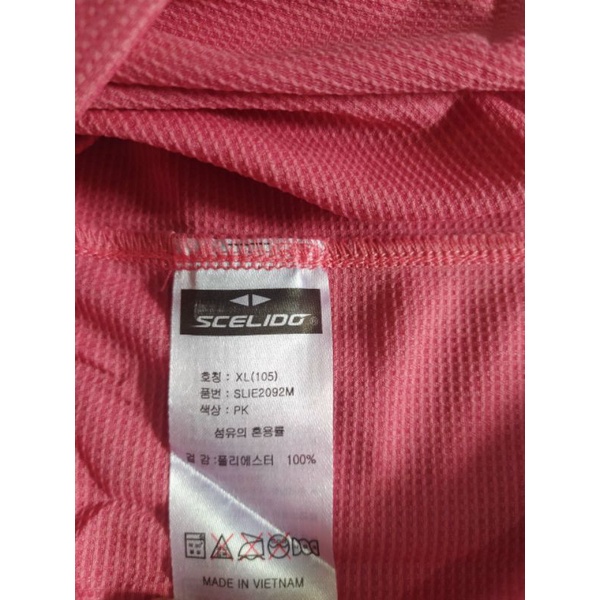 SCELIDO®
호칭 : XL(105)
품번 : SLIE2092M
색상 : PK
섬유의 혼용률
겉 감 :폴리에스터 100%
MADE IN VIETNAM